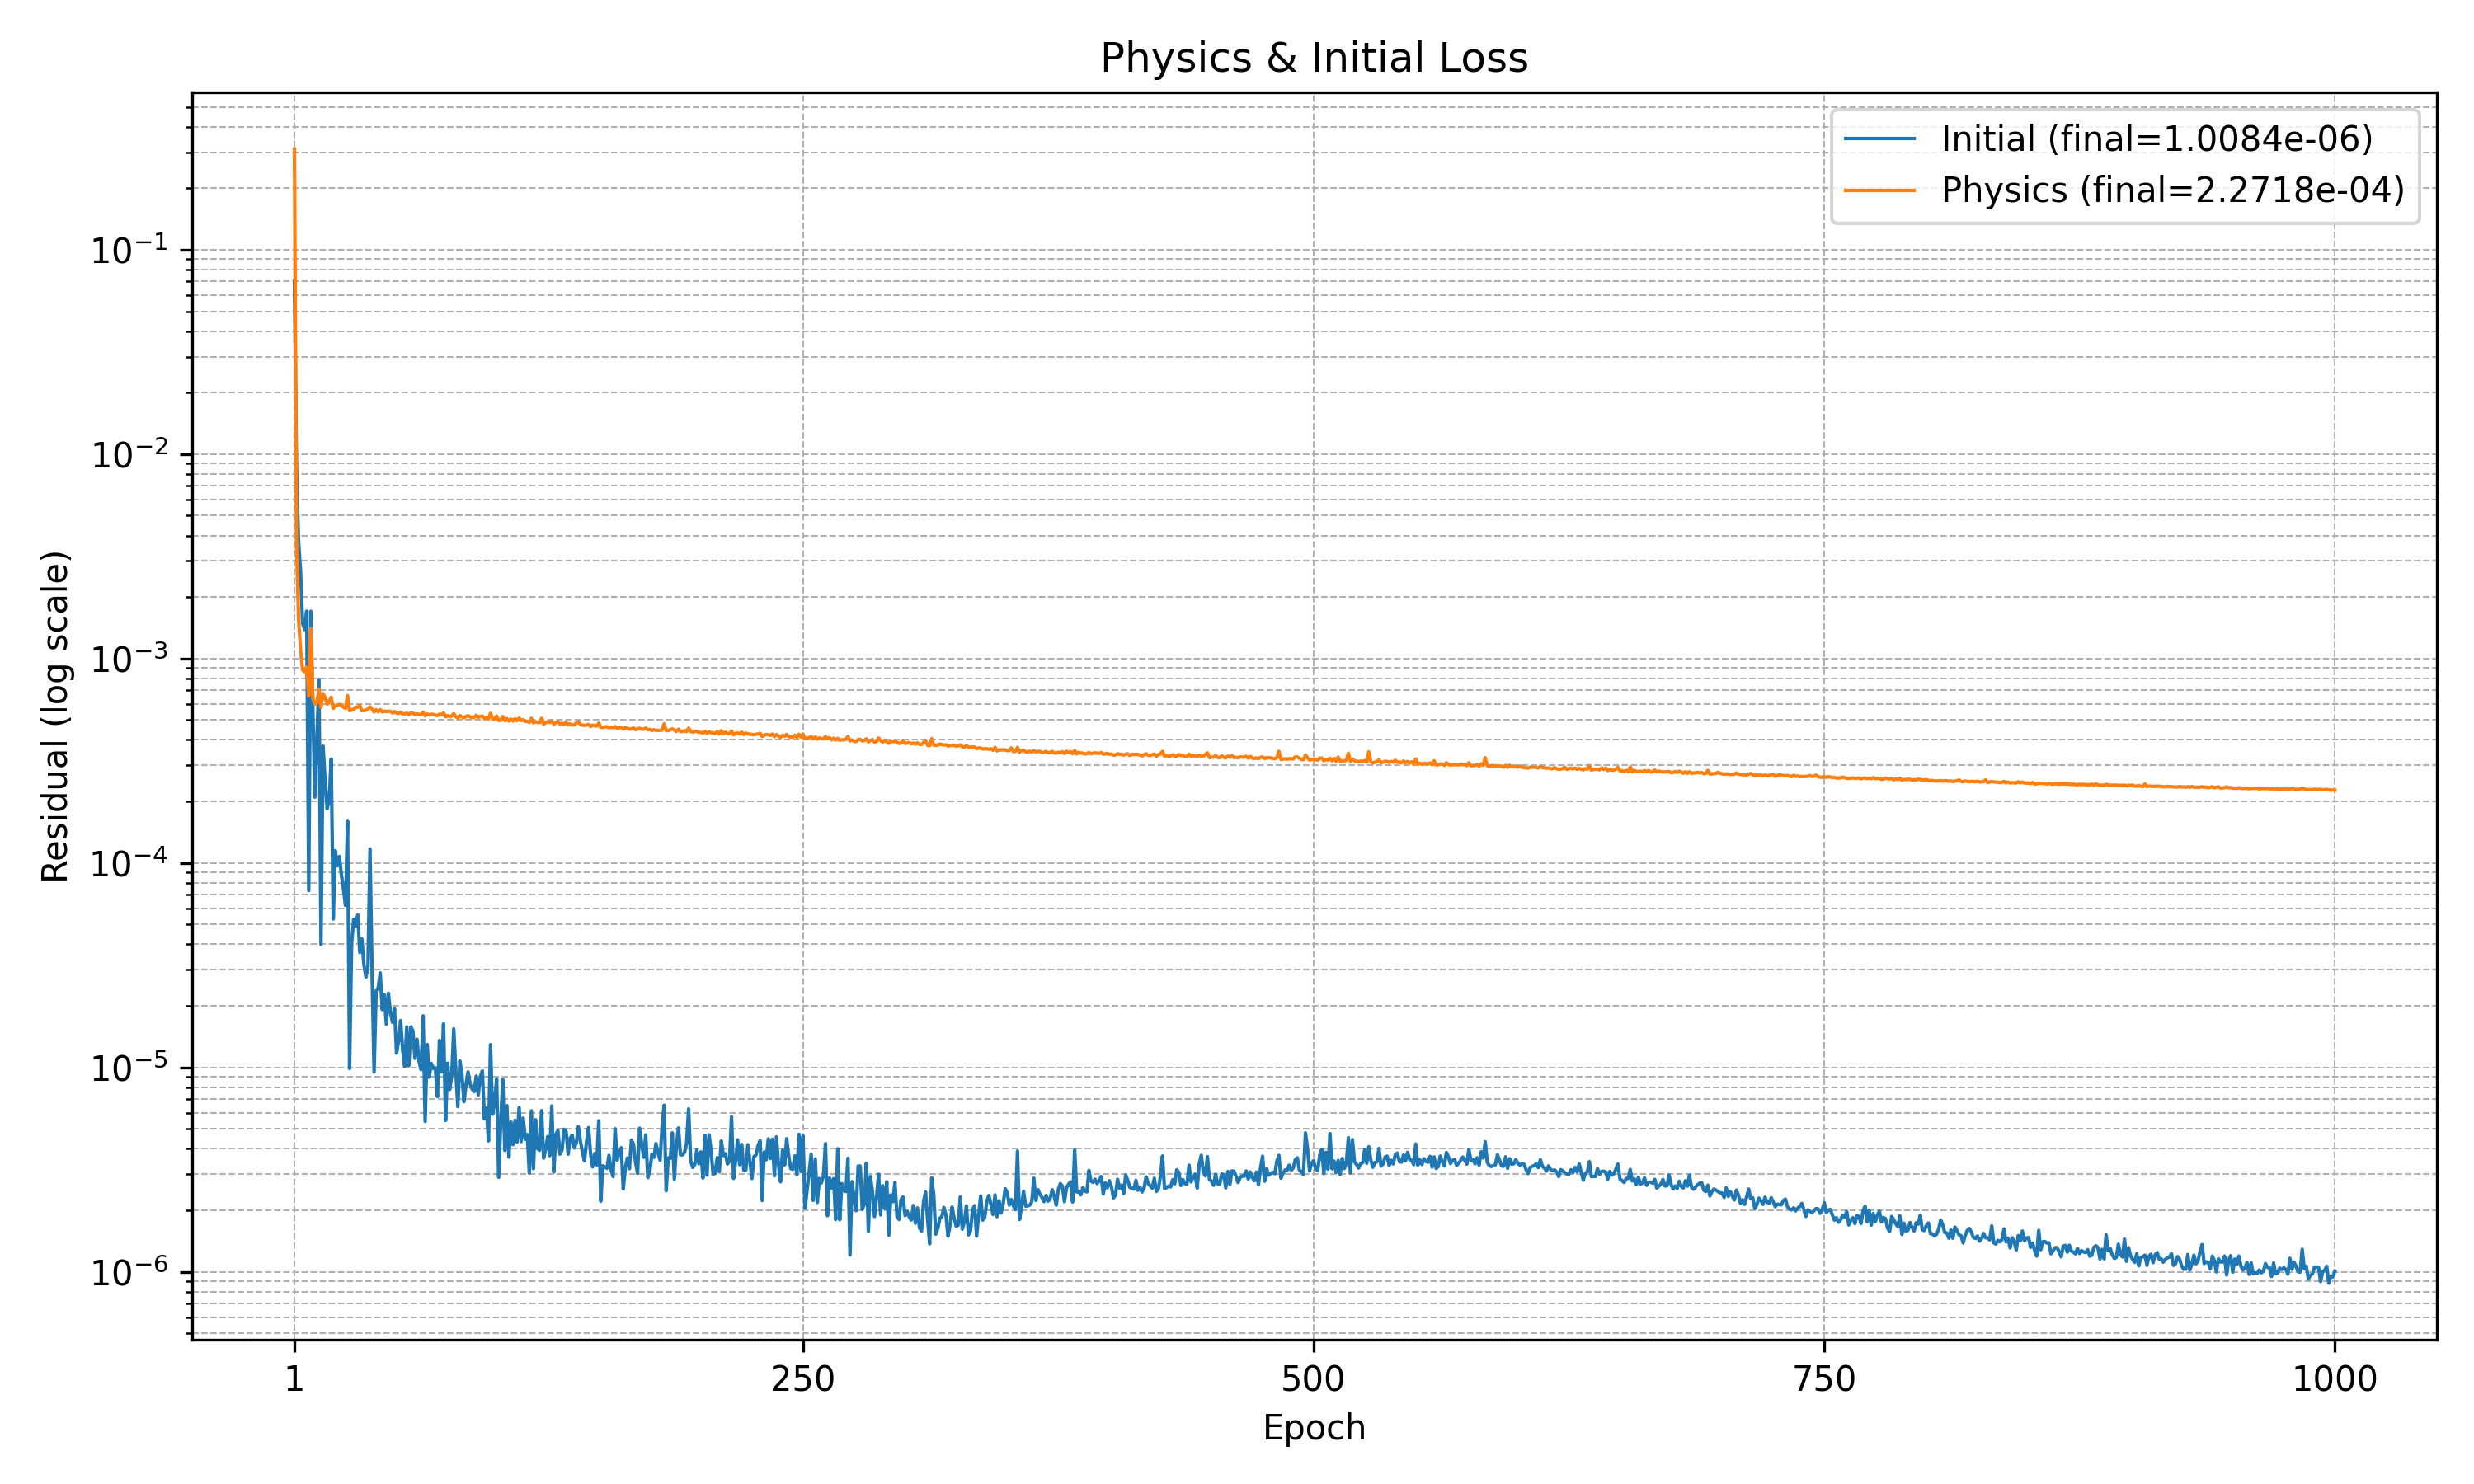 Physics & Initial Loss
Initial (final=1.0084e-06)
Physics (final=2.2718e-04)
Residual (log scale)
10⁻¹
10⁻²
10⁻³
10⁻⁴
10⁻⁵
10⁻⁶
1 250 500 750 1000
Epoch